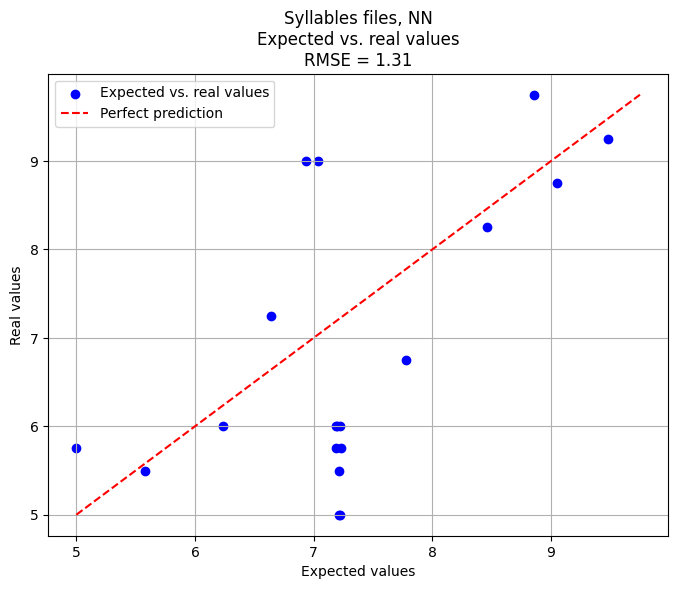 Syllables files, NN
Expected vs. real values
RMSE = 1.31
Expected vs. real values
Perfect prediction
Real values
9
8
7
6
5
5 6 7 8 9
Expected values